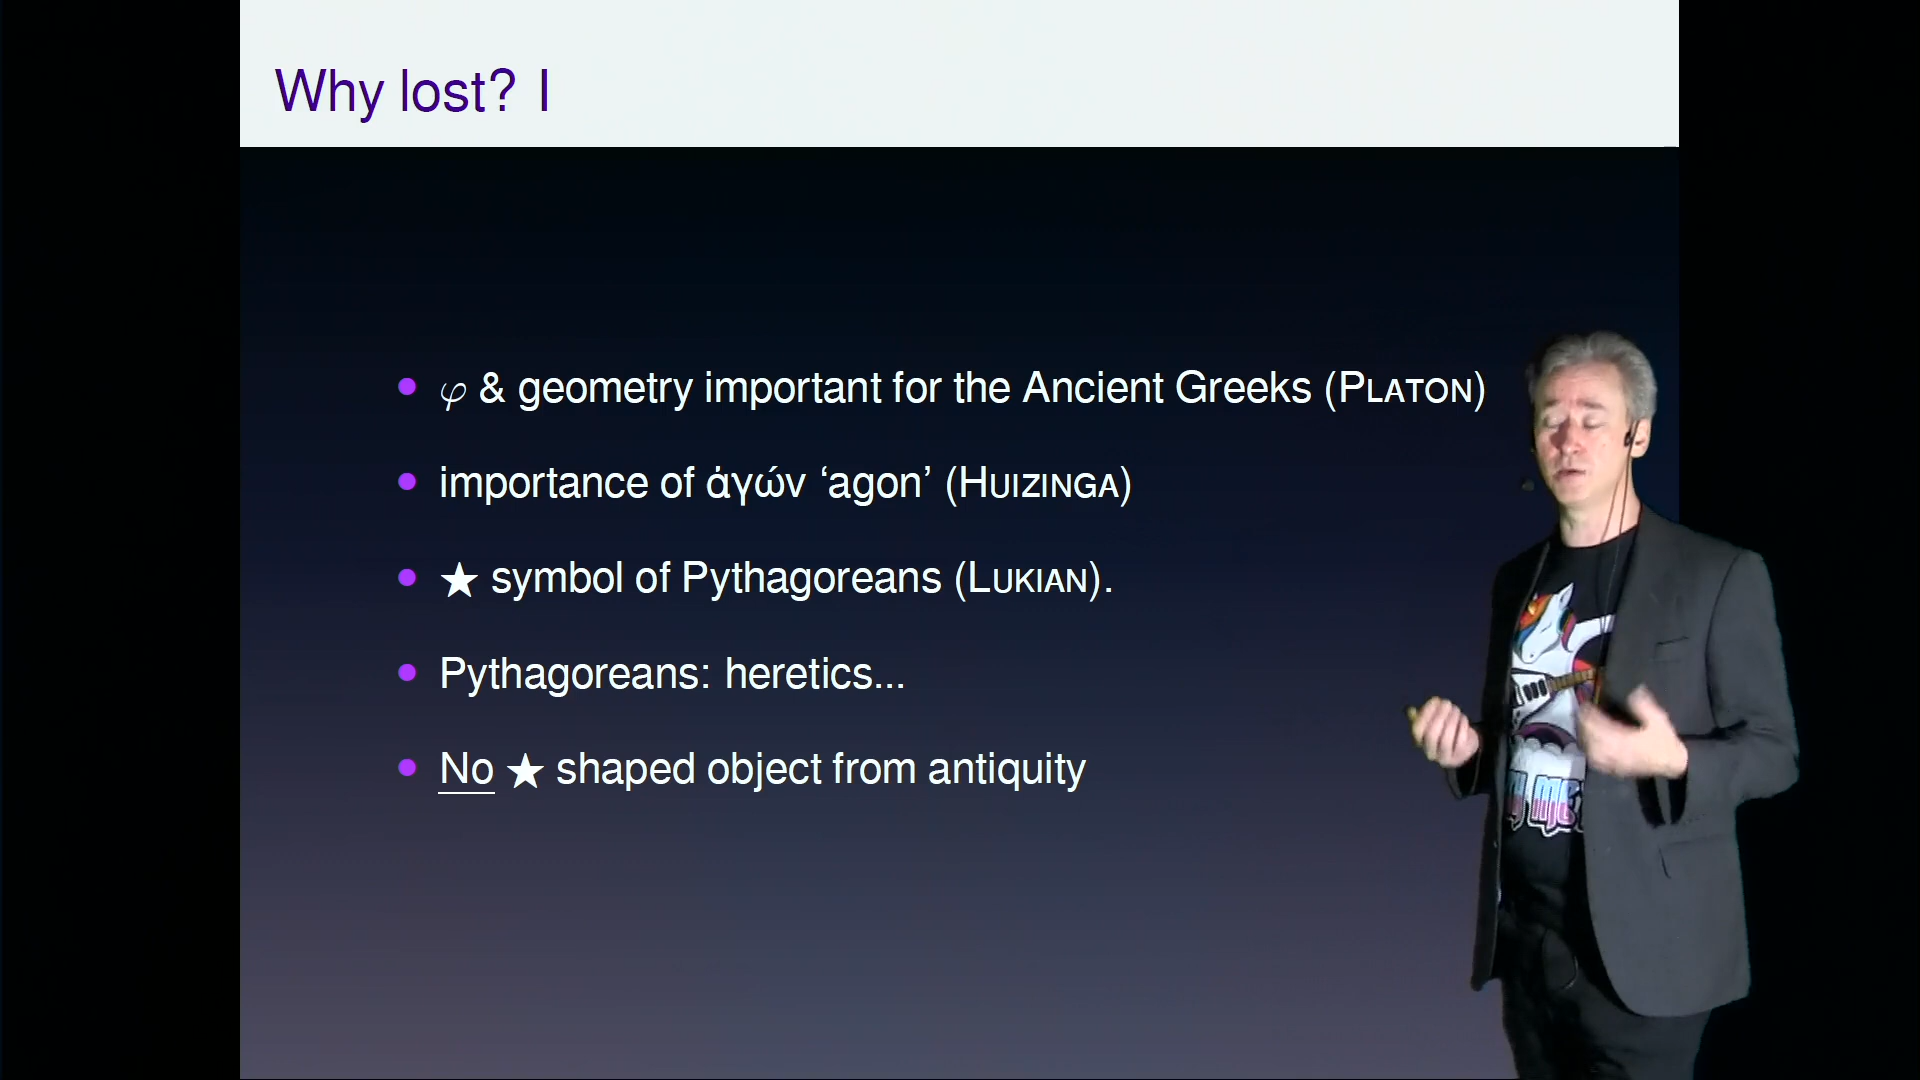 Why lost? I
φ & geometry important for the Ancient Greeks (PLATON)
importance of ἀγών ‘agon’ (HUIZINGA)
★ symbol of Pythagoreans (LUKIAN).
Pythagoreans: heretics...
No ★ shaped object from antiquity